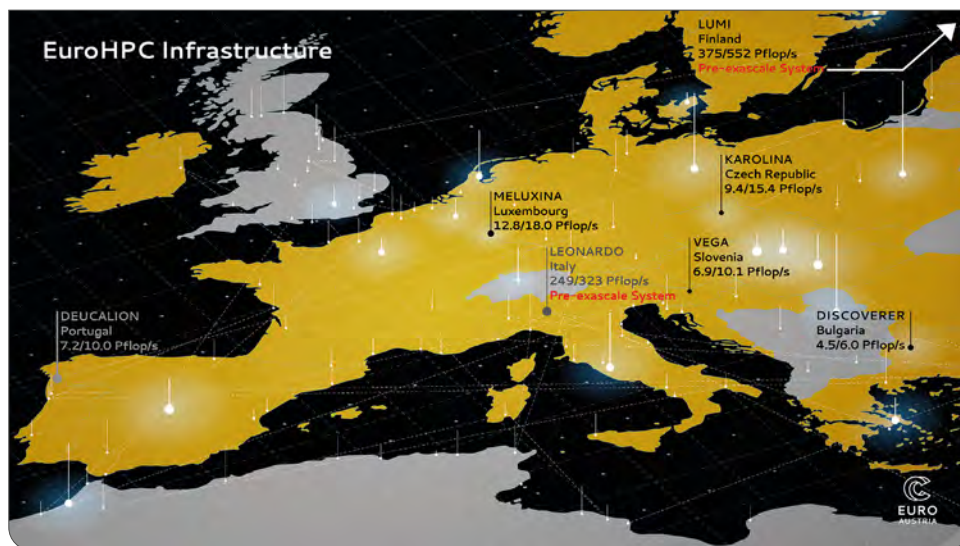 EuroHPC Infrastructure
LUMI
Finland
375/552 Pflop/s
Pre-exascale System
KAROLINA
Czech Republic
9.4/15.4 Pflop/s
MELUXINA
Luxembourg
12.8/18.0 Pflop/s
VEGA
Slovenia
6.9/10.1 Pflop/s
LEONARDO
Italy
249/323 Pflop/s
Pre-exascale System
DEUCALION
Portugal
7.2/10.0 Pflop/s
DISCOVERER
Bulgaria
4.5/6.0 Pflop/s
EURO
AUSTRIA